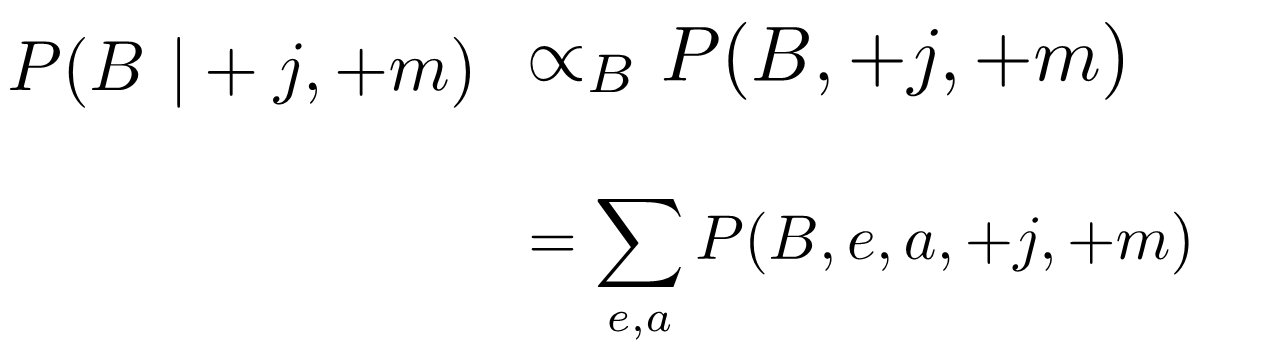 P(B | + j, +m) ∝_B P(B, +j, +m)
= ∑_{e,a} P(B, e, a, +j, +m)